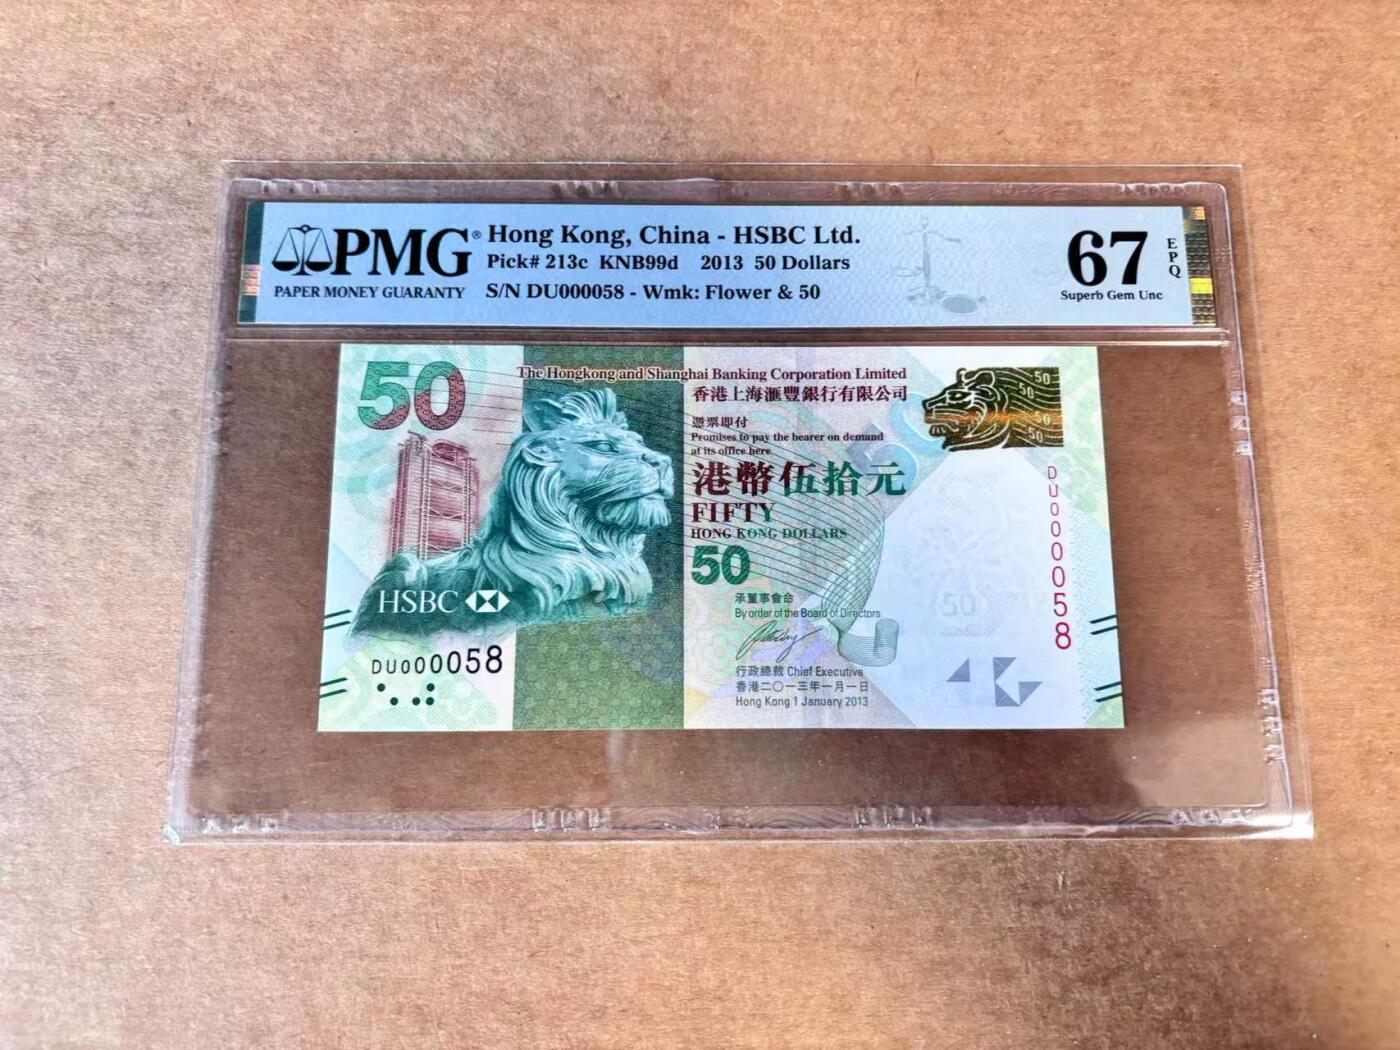 PMG®
PAPER MONEY GUARANTY
Hong Kong, China - HSBC Ltd.
Pick# 213c KNB99d 2013 50 Dollars
S/N DU000058 - Wmk: Flower & 50
67
EPQ
Superb Gem Unc
50
The Hongkong and Shanghai Banking Corporation Limited
香港上海滙豐銀行有限公司
憑票即付
Promises to pay the bearer on demand
at its office here
港幣伍拾元
FIFTY
HONG KONG DOLLARS
50
承董事會命
By order of the Board of Directors
行政總裁 Chief Executive
香港二〇一三年一月一日
Hong Kong 1 January 2013
HSBC
DU000058
50
50
50
50
DU000058
50